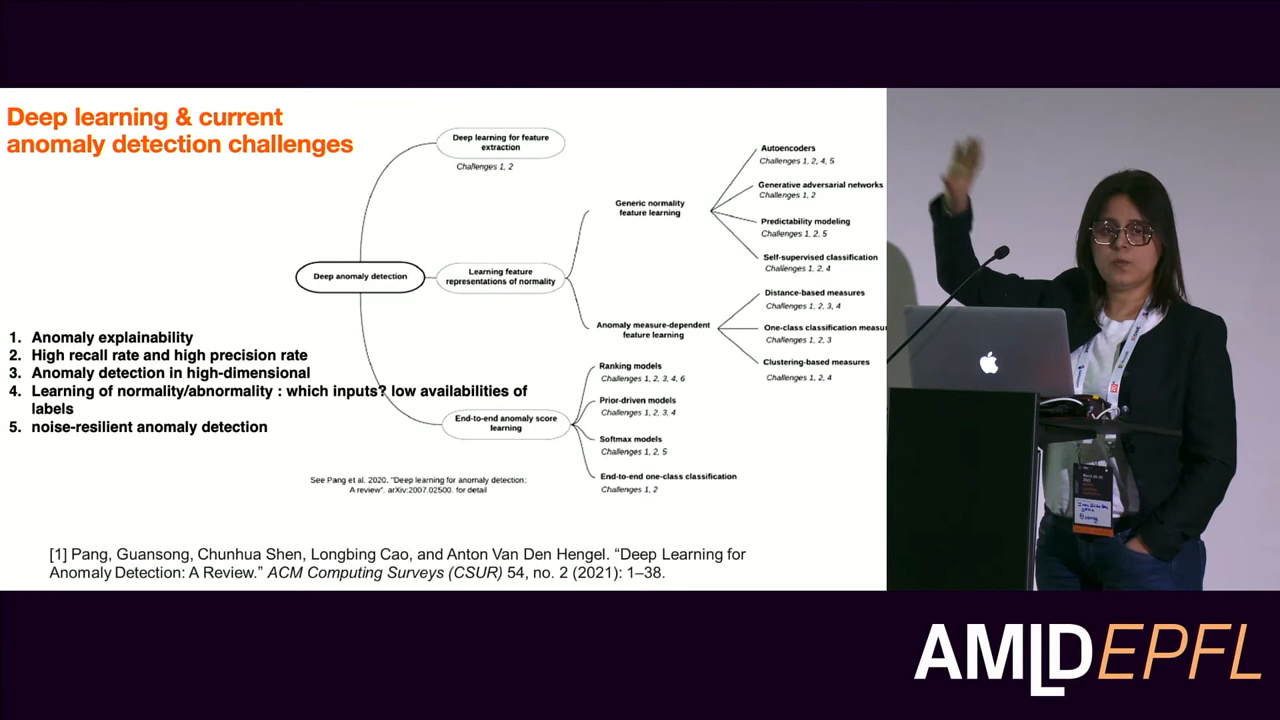 Deep learning & current
anomaly detection challenges
Deep learning for feature
extraction
Challenges 1, 2
Deep anomaly detection
Learning feature
representations of normality
Generic normality
feature learning
Autoencoders
Challenges 1, 2, 4, 5
Generative adversarial networks
Challenges 1, 2
Predictability modeling
Challenges 1, 2, 5
Self-supervised classification
Challenges 1, 2, 4
Anomaly measure-dependent
feature learning
Distance-based measures
Challenges 1, 2, 3, 4
One-class classification measur
Challenges 1, 2, 3
Clustering-based measures
Challenges 1, 2, 4
End-to-end anomaly score
learning
Ranking models
Challenges 1, 2, 3, 4, 6
Prior-driven models
Challenges 1, 2, 3, 4
Softmax models
Challenges 1, 2, 5
End-to-end one-class classification
Challenges 1, 2
1. Anomaly explainability
2. High recall rate and high precision rate
3. Anomaly detection in high-dimensional
4. Learning of normality/abnormality : which inputs? low availabilities of
labels
5. noise-resilient anomaly detection
See Pang et al. 2020. "Deep learning for anomaly detection:
A review". arXiv:2007.02500. for detail
[1] Pang, Guansong, Chunhua Shen, Longbing Cao, and Anton Van Den Hengel. “Deep Learning for
Anomaly Detection: A Review.” ACM Computing Surveys (CSUR) 54, no. 2 (2021): 1–38.
AMLDEPFL